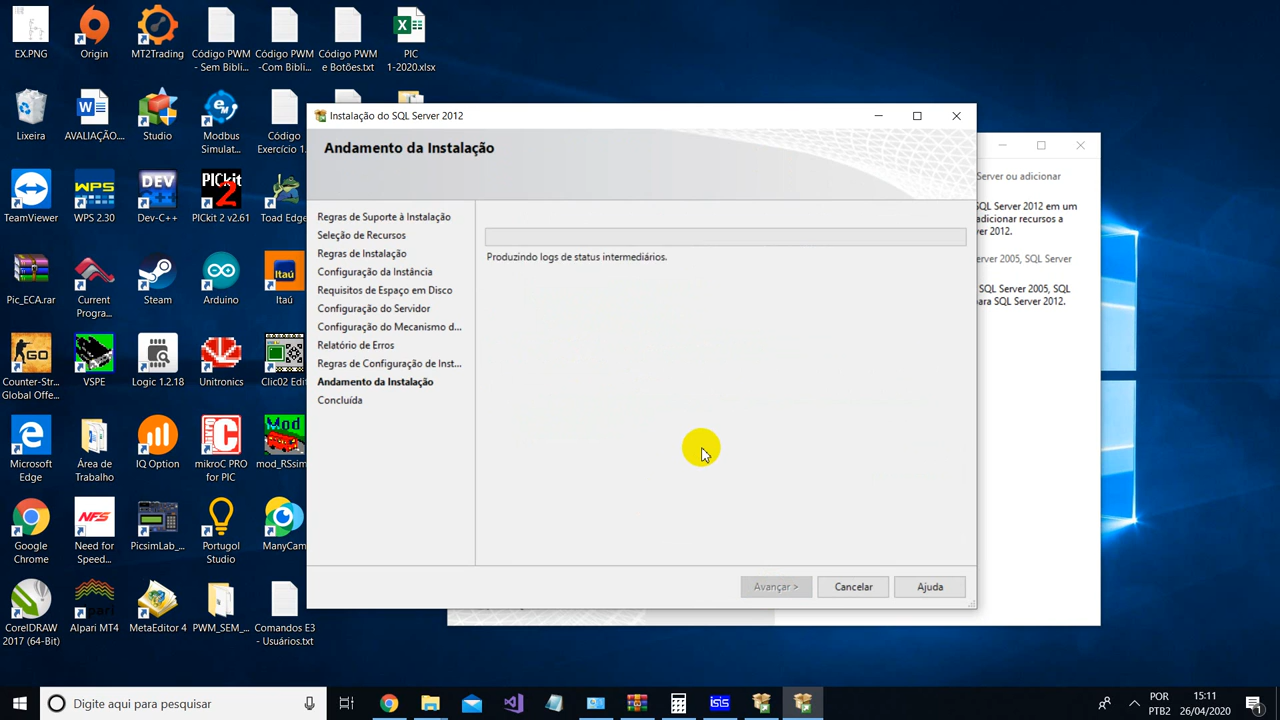 EX.PNG
Origin
MT2Trading
Código PWM
- Sem Bibli...
Código PWM
-Com Bibli...
Código PWM
e Botões.txt
PIC
1-2020.xlsx
Lixeira
AVALIAÇÃO...
Studio
Modbus
Simulat...
Código
Exercício 1.
TeamViewer
WPS 2.30
Dev-C++
PICkit 2 v2.61
Toad Edge
Pic_ECA.rar
Current
Progra...
Steam
Arduino
Itaú
Counter-Str...
Global Offe...
VSPE
Logic 1.2.18
Unitronics
Clic02 Edit
Microsoft
Edge
Área de
Trabalho
IQ Option
mikroC PRO
for PIC
mod_RSsim
Google
Chrome
Need for
Speed...
PicsimLab_...
Portugol
Studio
ManyCam
CorelDRAW
2017 (64-Bit)
Alpari MT4
MetaEditor 4
PWM_SEM_...
Comandos E3
- Usuários.txt
Instalação do SQL Server 2012
Andamento da Instalação
Regras de Suporte à Instalação
Seleção de Recursos
Regras de Instalação
Configuração da Instância
Requisitos de Espaço em Disco
Configuração do Servidor
Configuração do Mecanismo d...
Relatório de Erros
Regras de Configuração de Inst...
Andamento da Instalação
Concluída
Produzindo logs de status intermediários.
Avançar >
Cancelar
Ajuda
Server ou adicionar
SQL Server 2012 em um
adicionar recursos a
ver 2012.
erver 2005, SQL Server
SQL Server 2005, SQL
para SQL Server 2012.
Digite aqui para pesquisar
POR
PTB2
15:11
26/04/2020